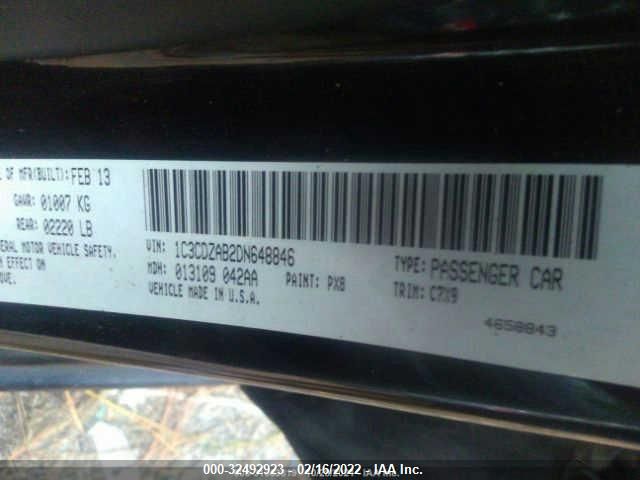 OF MFR(BUILT): FEB 13
GAWR: 01007 KG
REAR: 02220 LB
ERAL MOTOR VEHICLE SAFETY.
N EFFECT ON
OVE.
VIN: 1C3CDZAB2DN648846
MDH: 013109 042AA
PAINT: PX8
VEHICLE MADE IN U.S.A.
TYPE: PASSENGER CAR
TRIM: C7X9
4658843
000-32492923 - 02/16/2022 - IAA Inc.